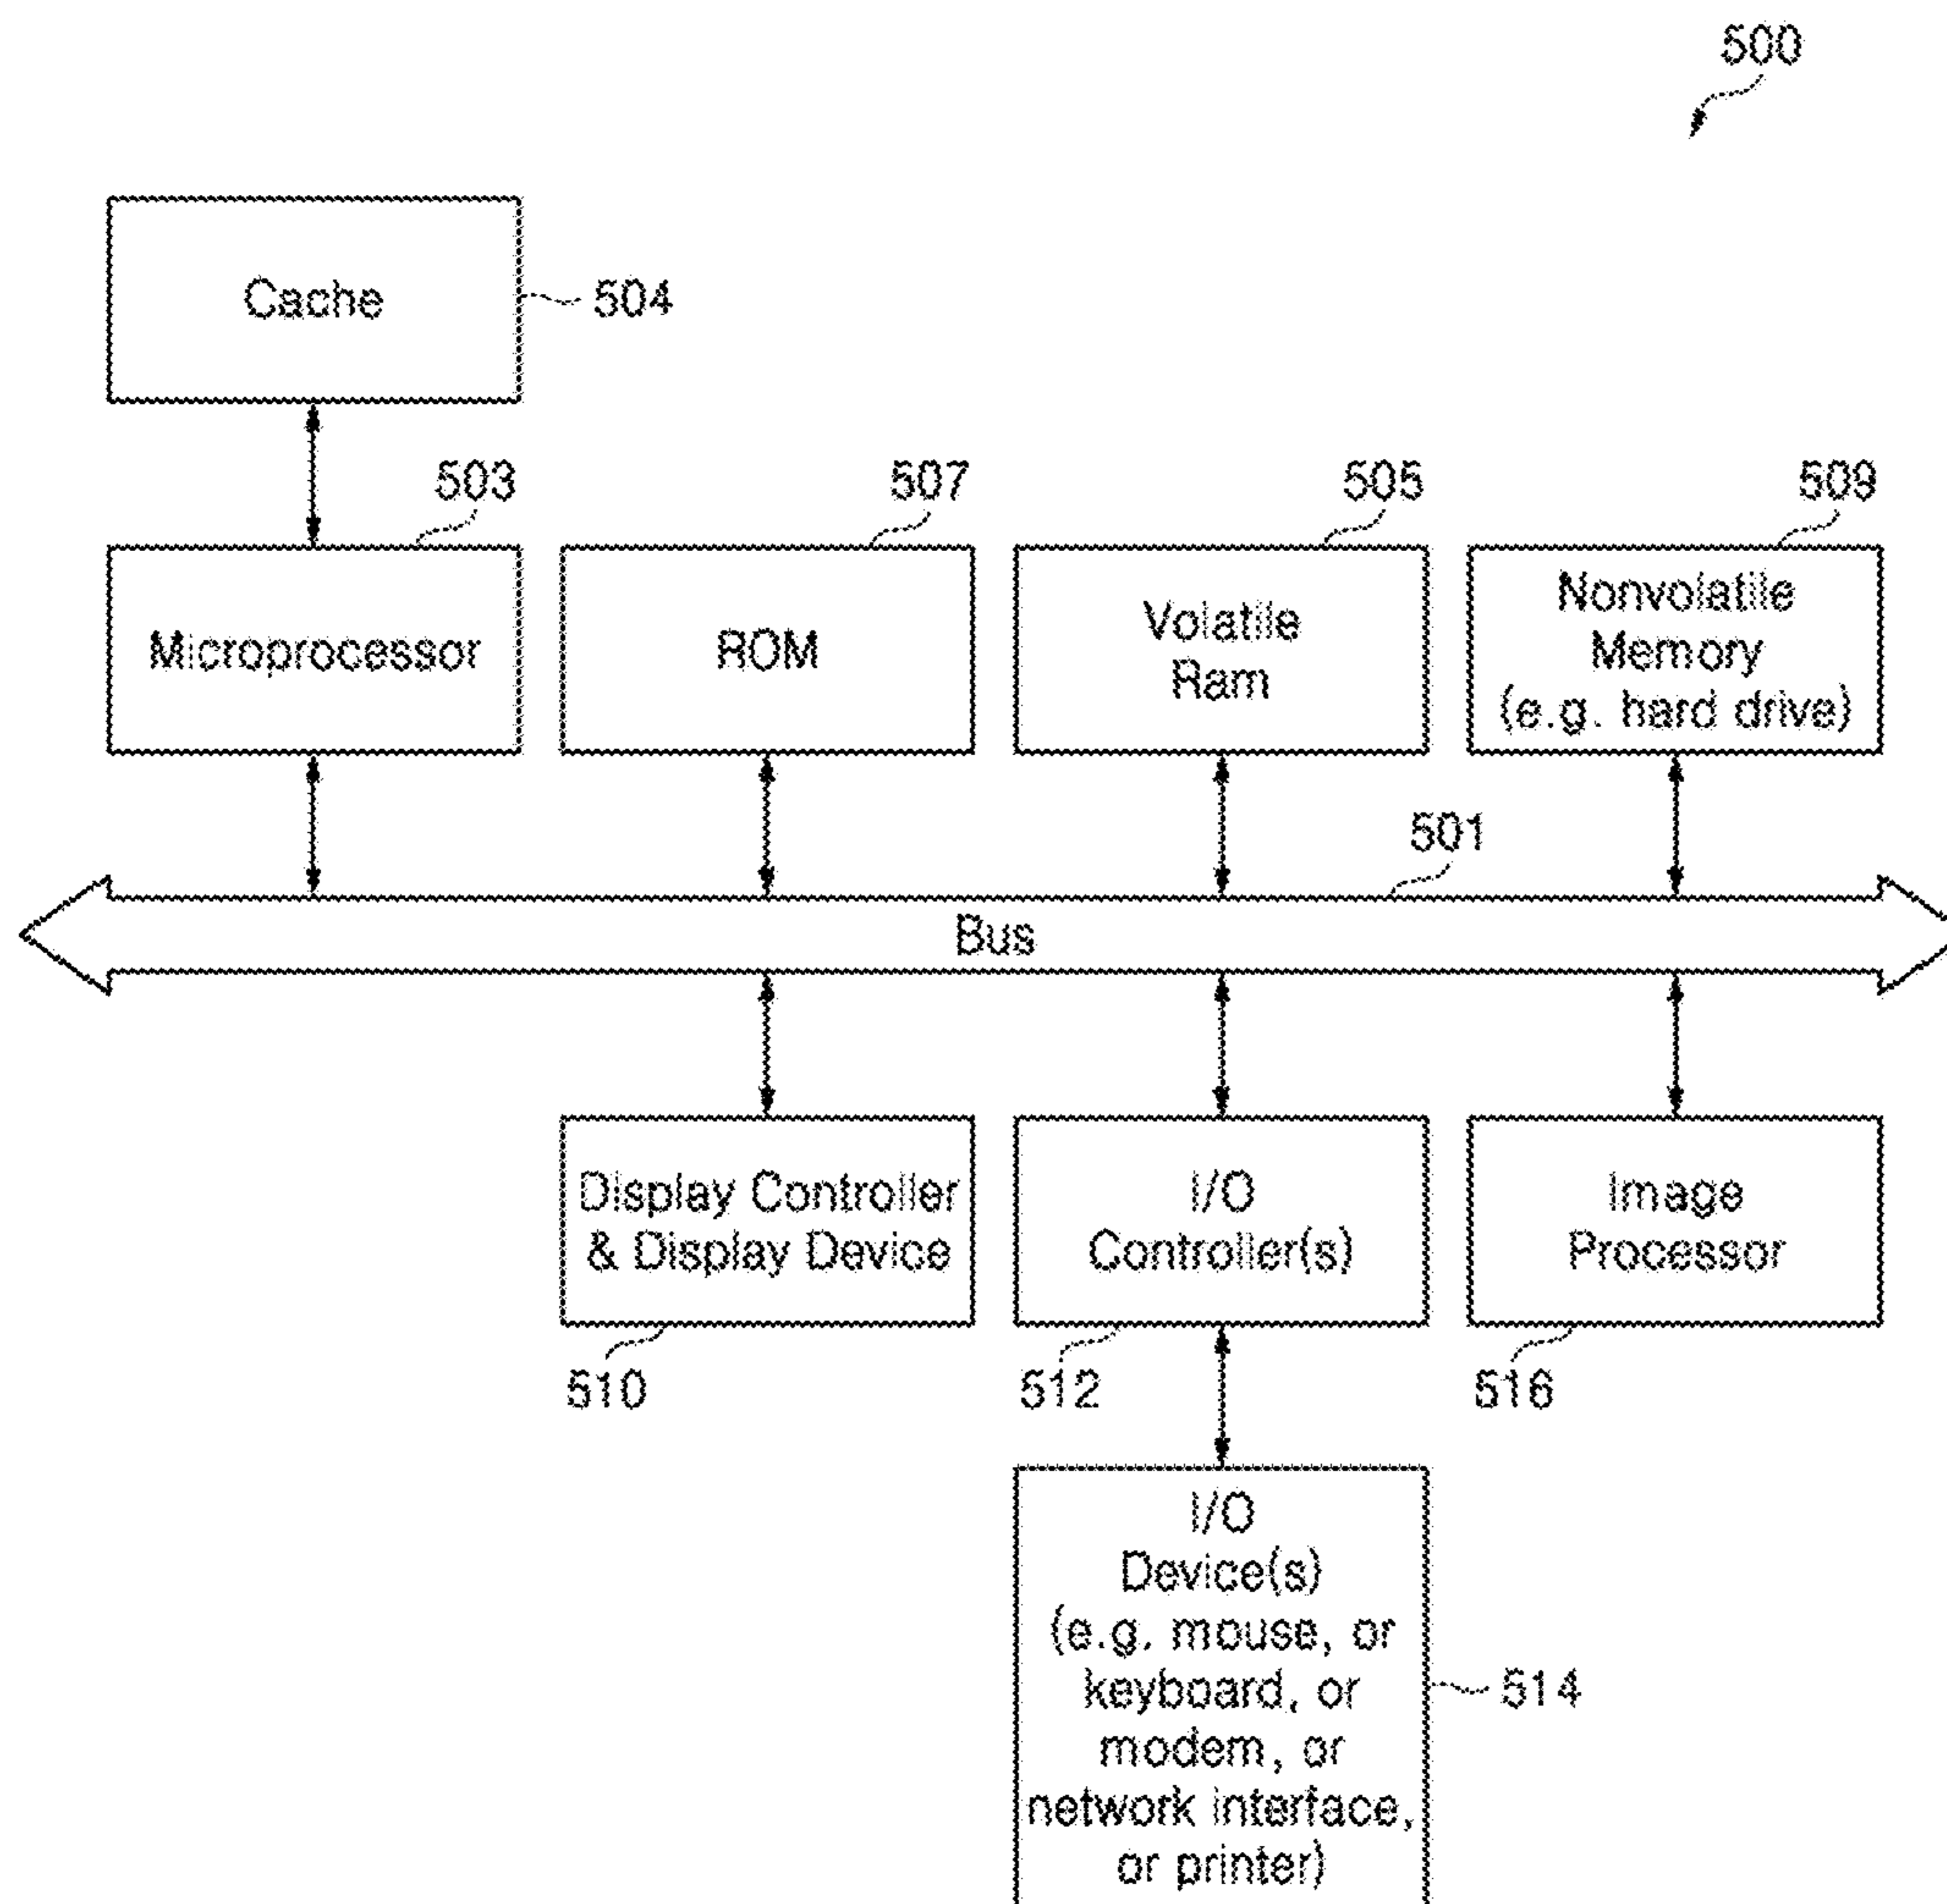 500
Cache
504
503
507
505
509
Microprocessor
ROM
Volatile
Ram
Nonvolatile
Memory
(e.g. hard drive)
501
Bus
Display Controller
& Display Device
I/O
Controller(s)
Image
Processor
510
512
516
I/O
Device(s)
(e.g. mouse, or
keyboard, or
modem, or
network interface,
or printer)
514